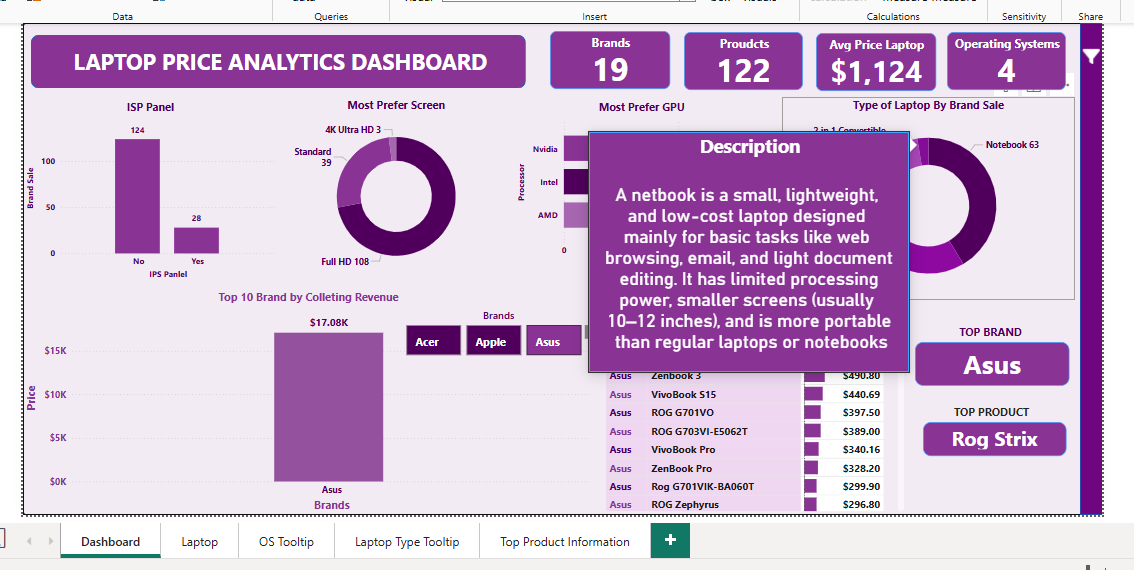 Data
Queries
Insert
Calculations
Sensitivity
Share
LAPTOP PRICE ANALYTICS DASHBOARD
Brands
19
Proudcts
122
Avg Price Laptop
$1,124
Operating Systems
4
ISP Panel
124
100
28
50
0
Brand Sale
No
Yes
IPS Panlel
Most Prefer Screen
4K Ultra HD 3
Standard
39
Full HD 108
Most Prefer GPU
Processor
Nvidia
Intel
AMD
0
Type of Laptop By Brand Sale
2 in 1 Convertible
Notebook 63
Description
A netbook is a small, lightweight,
and low-cost laptop designed
mainly for basic tasks like web
browsing, email, and light document
editing. It has limited processing
power, smaller screens (usually
10–12 inches), and is more portable
than regular laptops or notebooks
Top 10 Brand by Colleting Revenue
$17.08K
$15K
$10K
$5K
$0K
Price
Asus
Brands
Brands
Acer
Apple
Asus
Asus Zenbook 3 $490.80
Asus VivoBook S15 $440.69
Asus ROG G701VO $397.50
Asus ROG G703VI-E5062T $389.00
Asus VivoBook Pro $340.16
Asus ZenBook Pro $328.20
Asus Rog G701VIK-BA060T $299.90
Asus ROG Zephyrus $296.80
TOP BRAND
Asus
TOP PRODUCT
Rog Strix
Dashboard
Laptop
OS Tooltip
Laptop Type Tooltip
Top Product Information
+